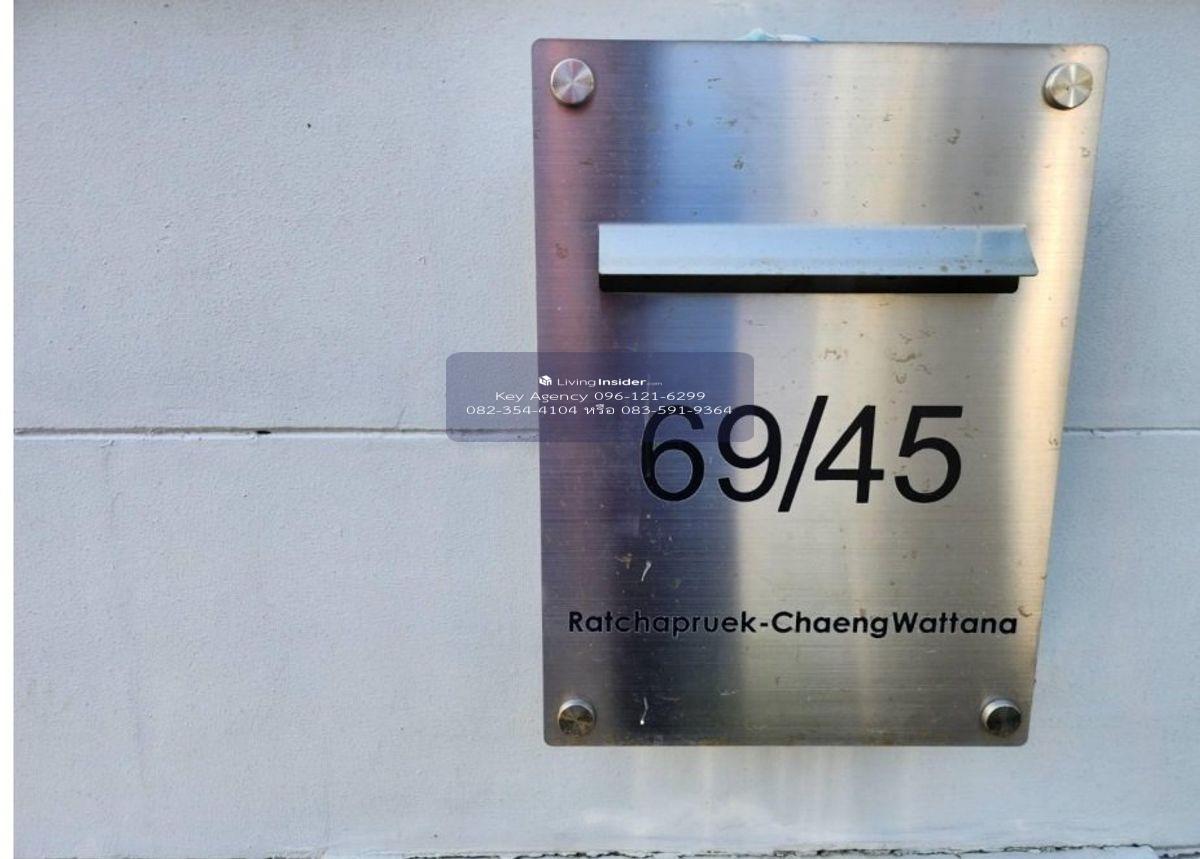 LivingInsider.com
Key Agency 096-121-6299
082-354-4104 หรือ 083-591-9364
69/45
Ratchapruek-ChaengWattana